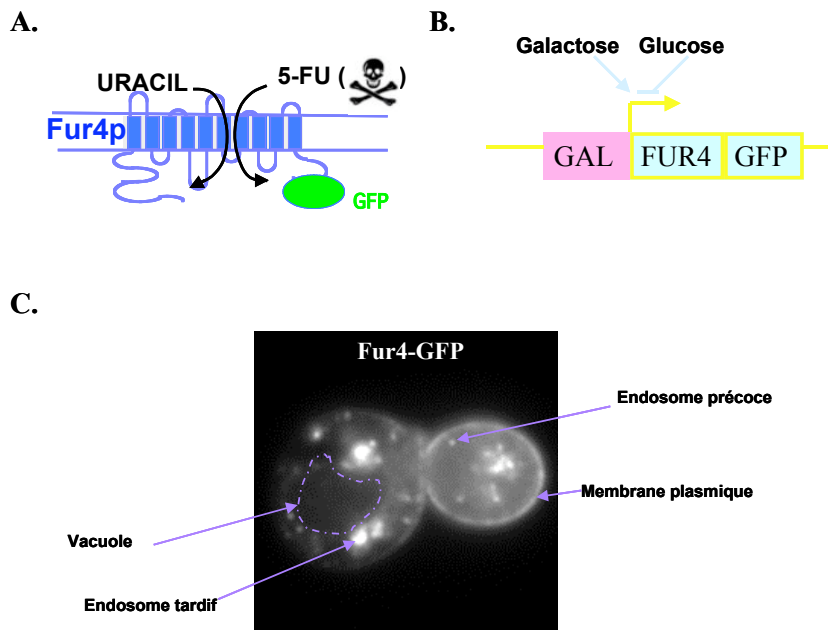 A.
URACIL
5-FU ( )
Fur4p
GFP
B.
Galactose Glucose
GAL FUR4 GFP
C.
Fur4-GFP
Endosome précoce
Membrane plasmique
Vacuole
Endosome tardif